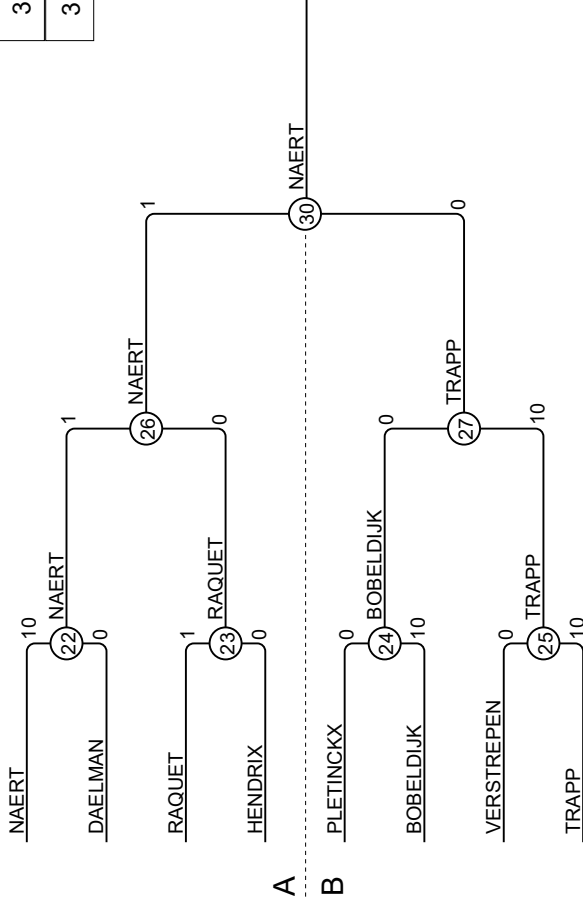 3
3
NAERT
10
22
NAERT
DAELMAN
0
1
26
NAERT
RAQUET
1
23
RAQUET
HENDRIX
0
0
1
A
30
NAERT
B
PLETINCKX
0
24
BOBELDIJK
BOBELDIJK
10
0
27
TRAPP
VERSTREPEN
0
25
TRAPP
TRAPP
10
10
0